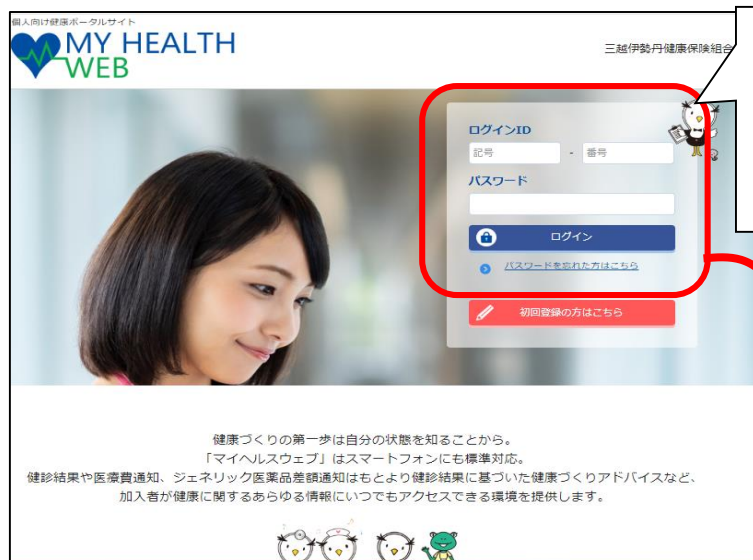 個人向け健康ポータルサイト
MY HEALTH
WEB
三越伊勢丹健康保険組合
ログインID
記号 - 番号
パスワード
ログイン
パスワードを忘れた方はこちら
初回登録の方はこちら
健康づくりの第一歩は自分の状態を知ることから。
「マイヘルスウェブ」はスマートフォンにも標準対応。
健診結果や医療費通知、ジェネリック医薬品差額通知はもとより健診結果に基づいた健康づくりアドバイスなど、
加入者が健康に関するあらゆる情報にいつでもアクセスできる環境を提供します。